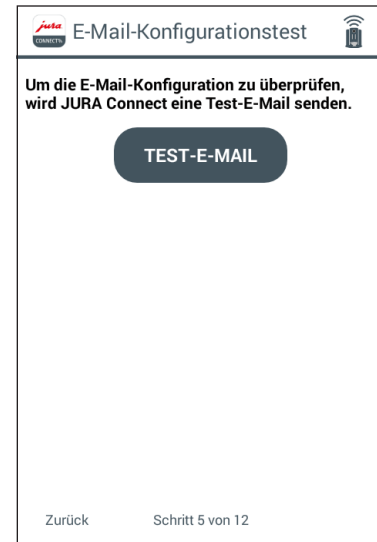 jura
CONNECT
E-Mail-Konfigurationstest
Um die E-Mail-Konfiguration zu überprüfen,
wird JURA Connect eine Test-E-Mail senden.
TEST-E-MAIL
Zurück Schritt 5 von 12